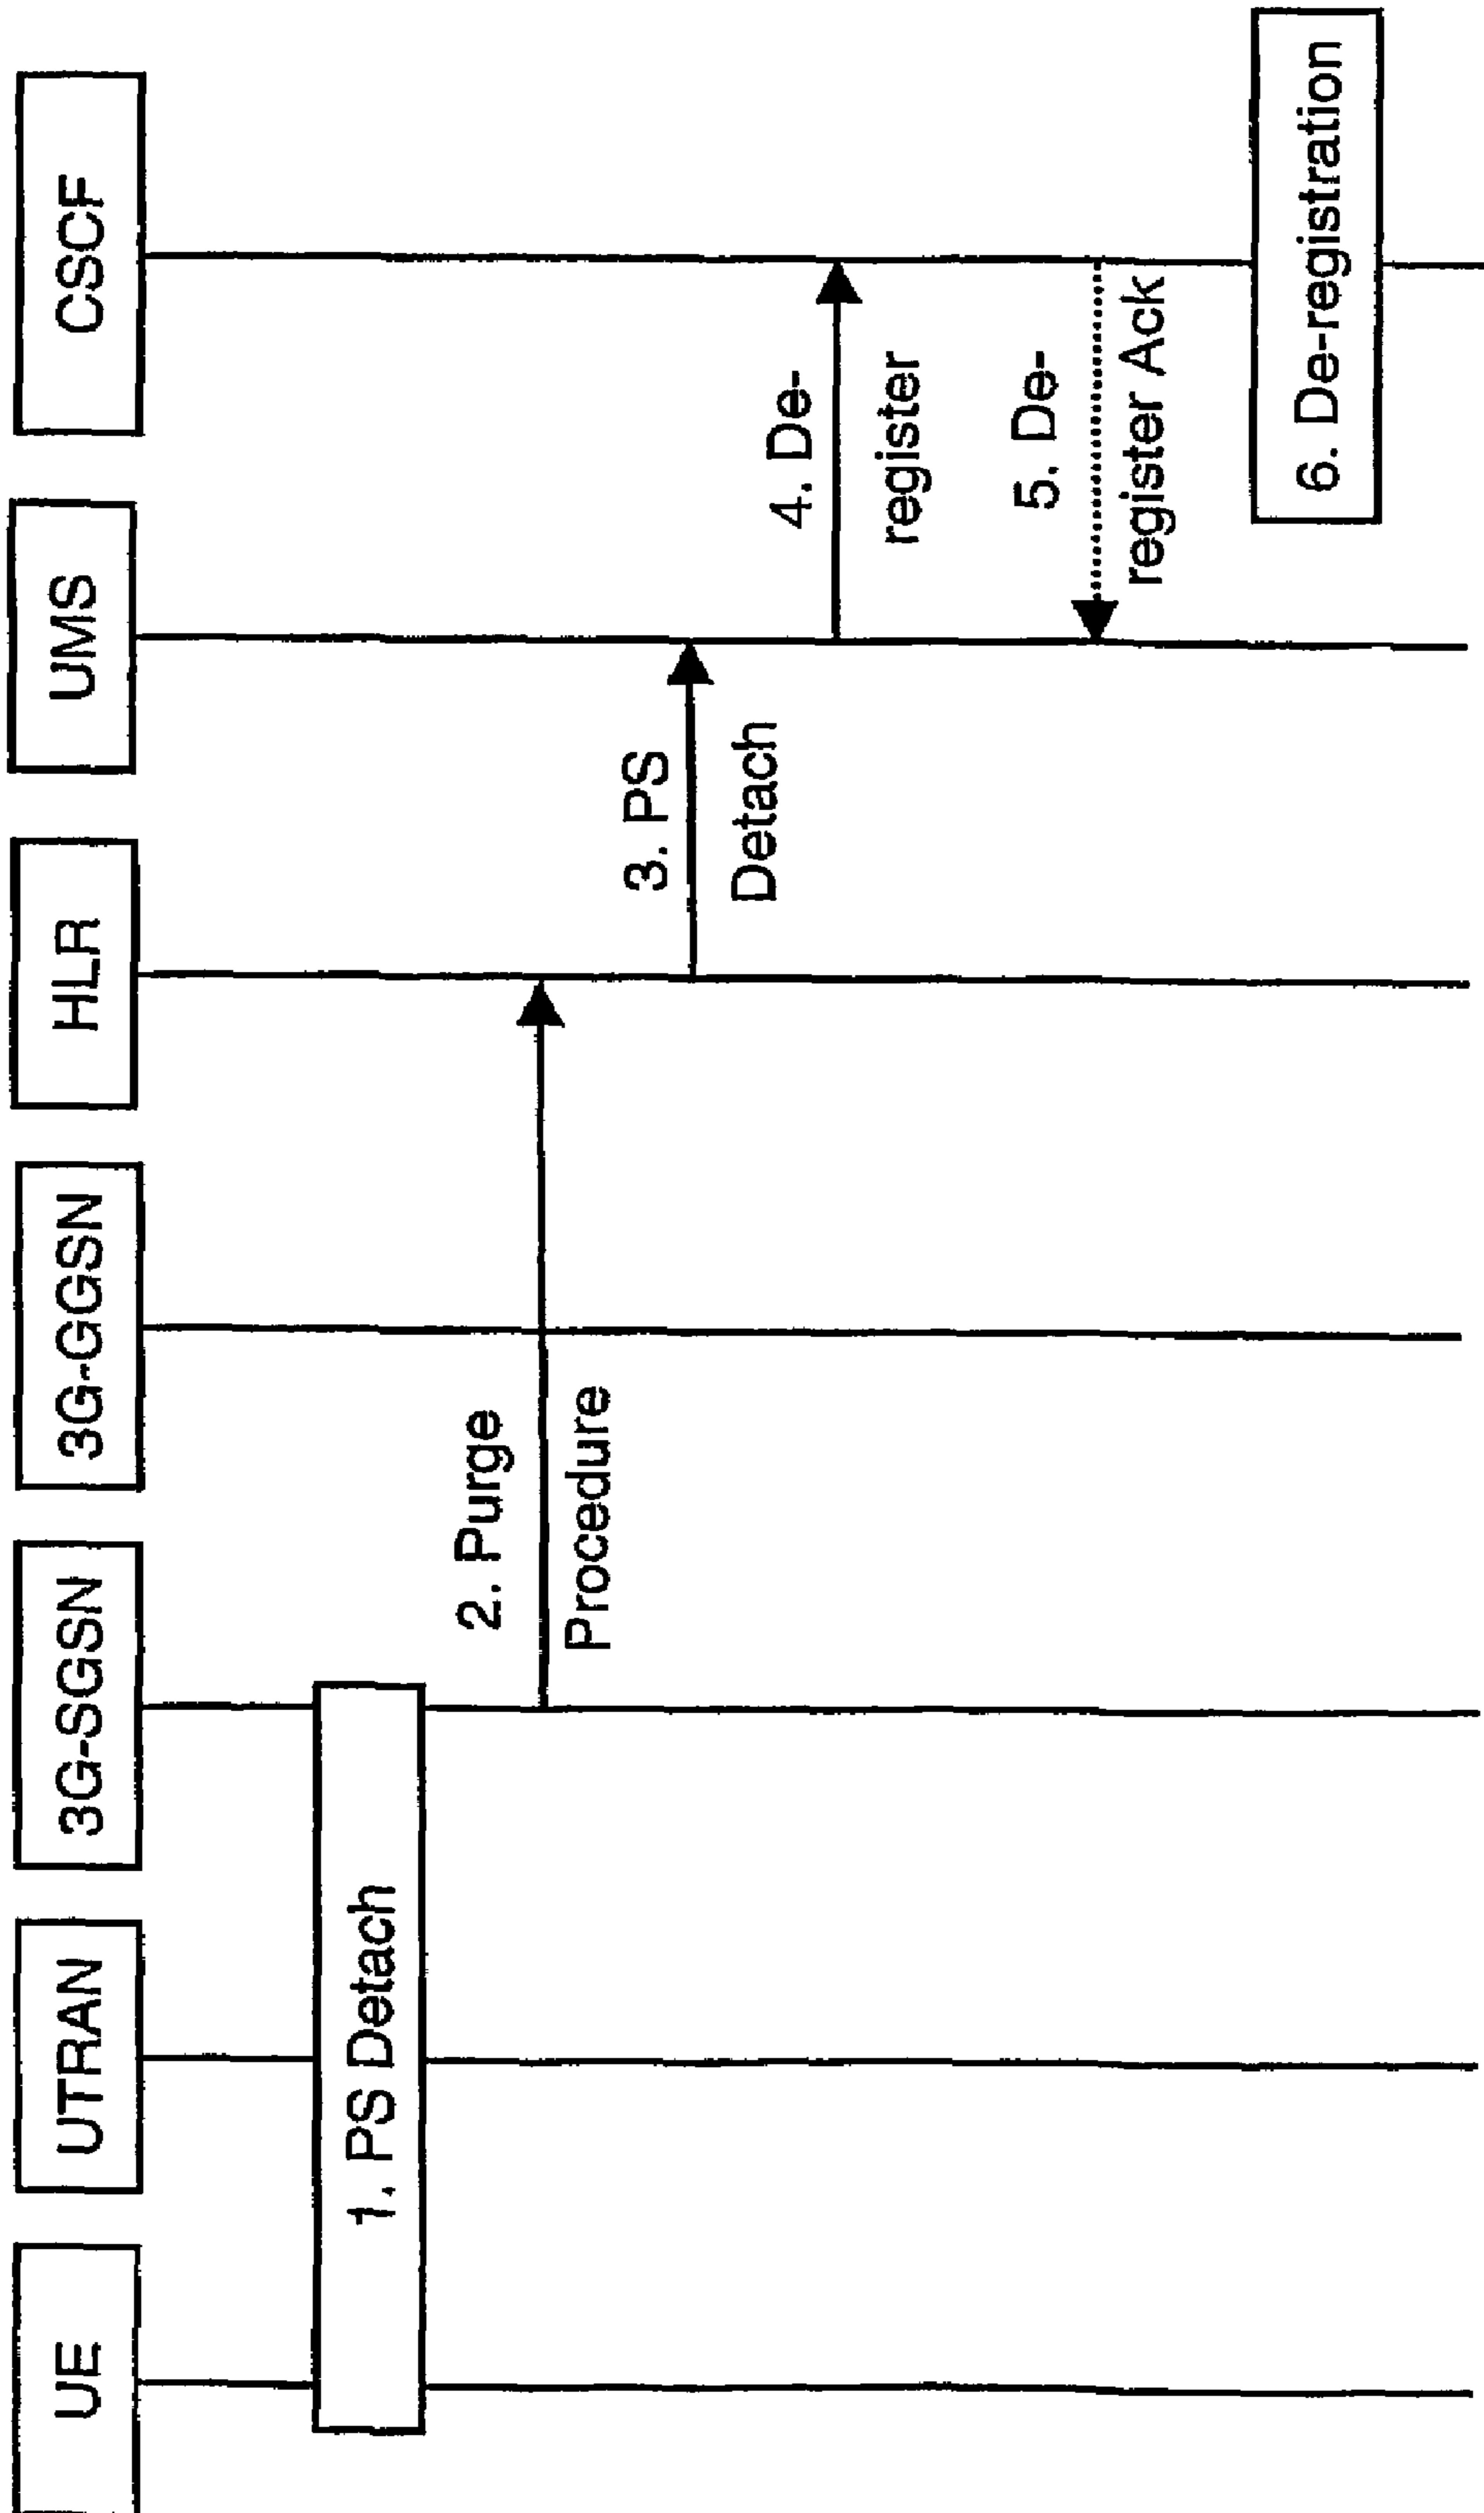 UE
UTRAN
3G-SGSN
3G-GGSN
HLR
UMS
CSCF
1. PS Detach
2. Purge
Procedure
3. PS
Detach
4. De-
register
5. De-
register Ack
6. De-registration